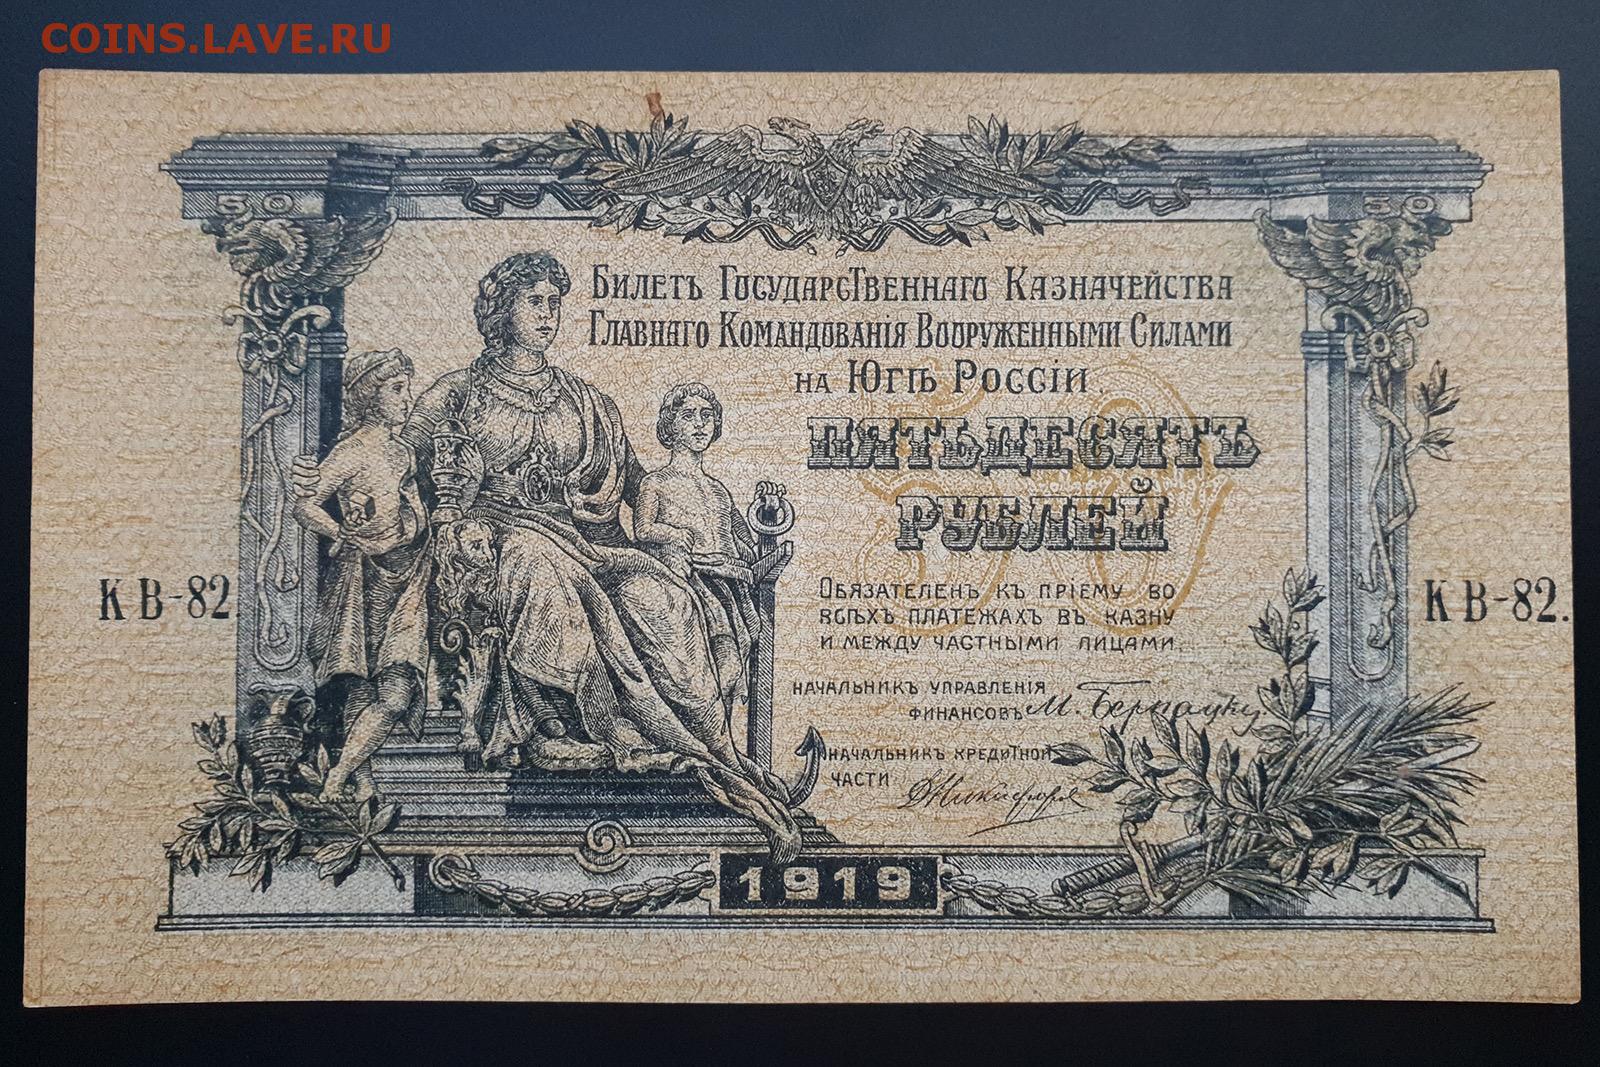 COINS.LAVE.RU
50 50
Билетъ Государственнаго Казначейства
Главнаго Командованія Вооруженными Силами
на Югѣ Россіи
50
ПЯТЬДЕСЯТЪ
РУБЛЕЙ
КВ-82.
КВ-82.
Обязателенъ къ пріему во
всѣхъ платежахъ въ казну
и между частными лицами.
Начальникъ управленія
финансовъ М. Бернацкій
Начальникъ кредитной
части
1919